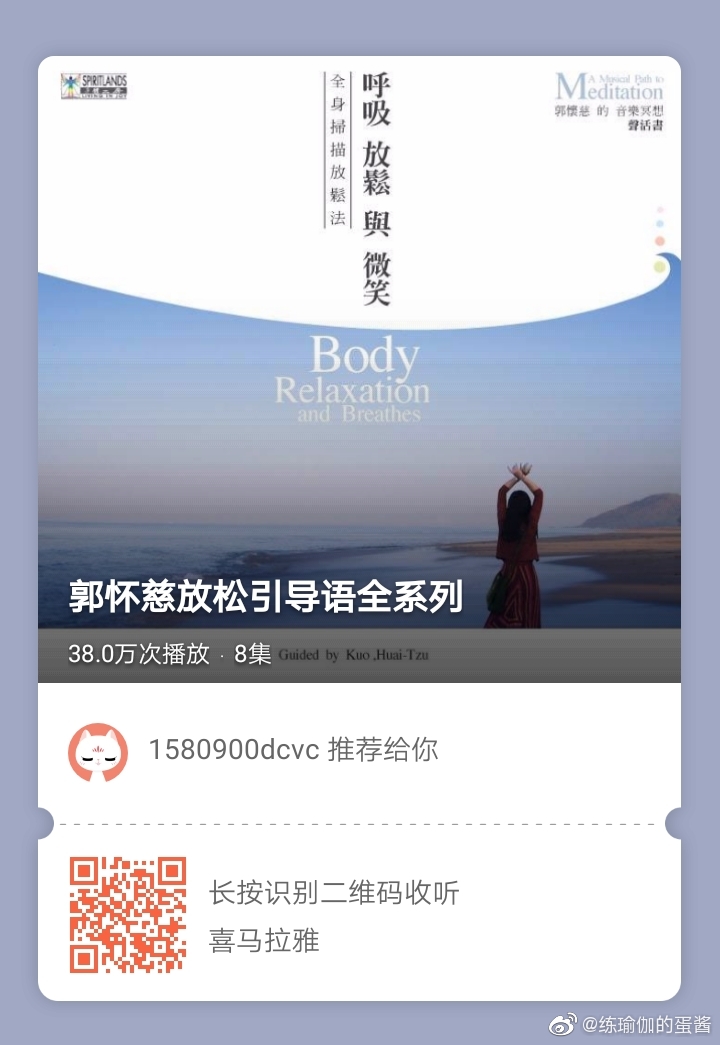 SPIRITLANDS
LIVING IN JOY
呼吸 放鬆 與 微笑
全身掃描放鬆法
A Musical Path to
Meditation
郭懷慈 的 音樂冥想
聲活書
Body
Relaxation
and Breathes
郭怀慈放松引导语全系列
38.0万次播放 · 8集
Guided by Kuo ,Huai-Tzu
1580900dcvc 推荐给你
长按识别二维码收听
喜马拉雅
@练瑜伽的蛋酱